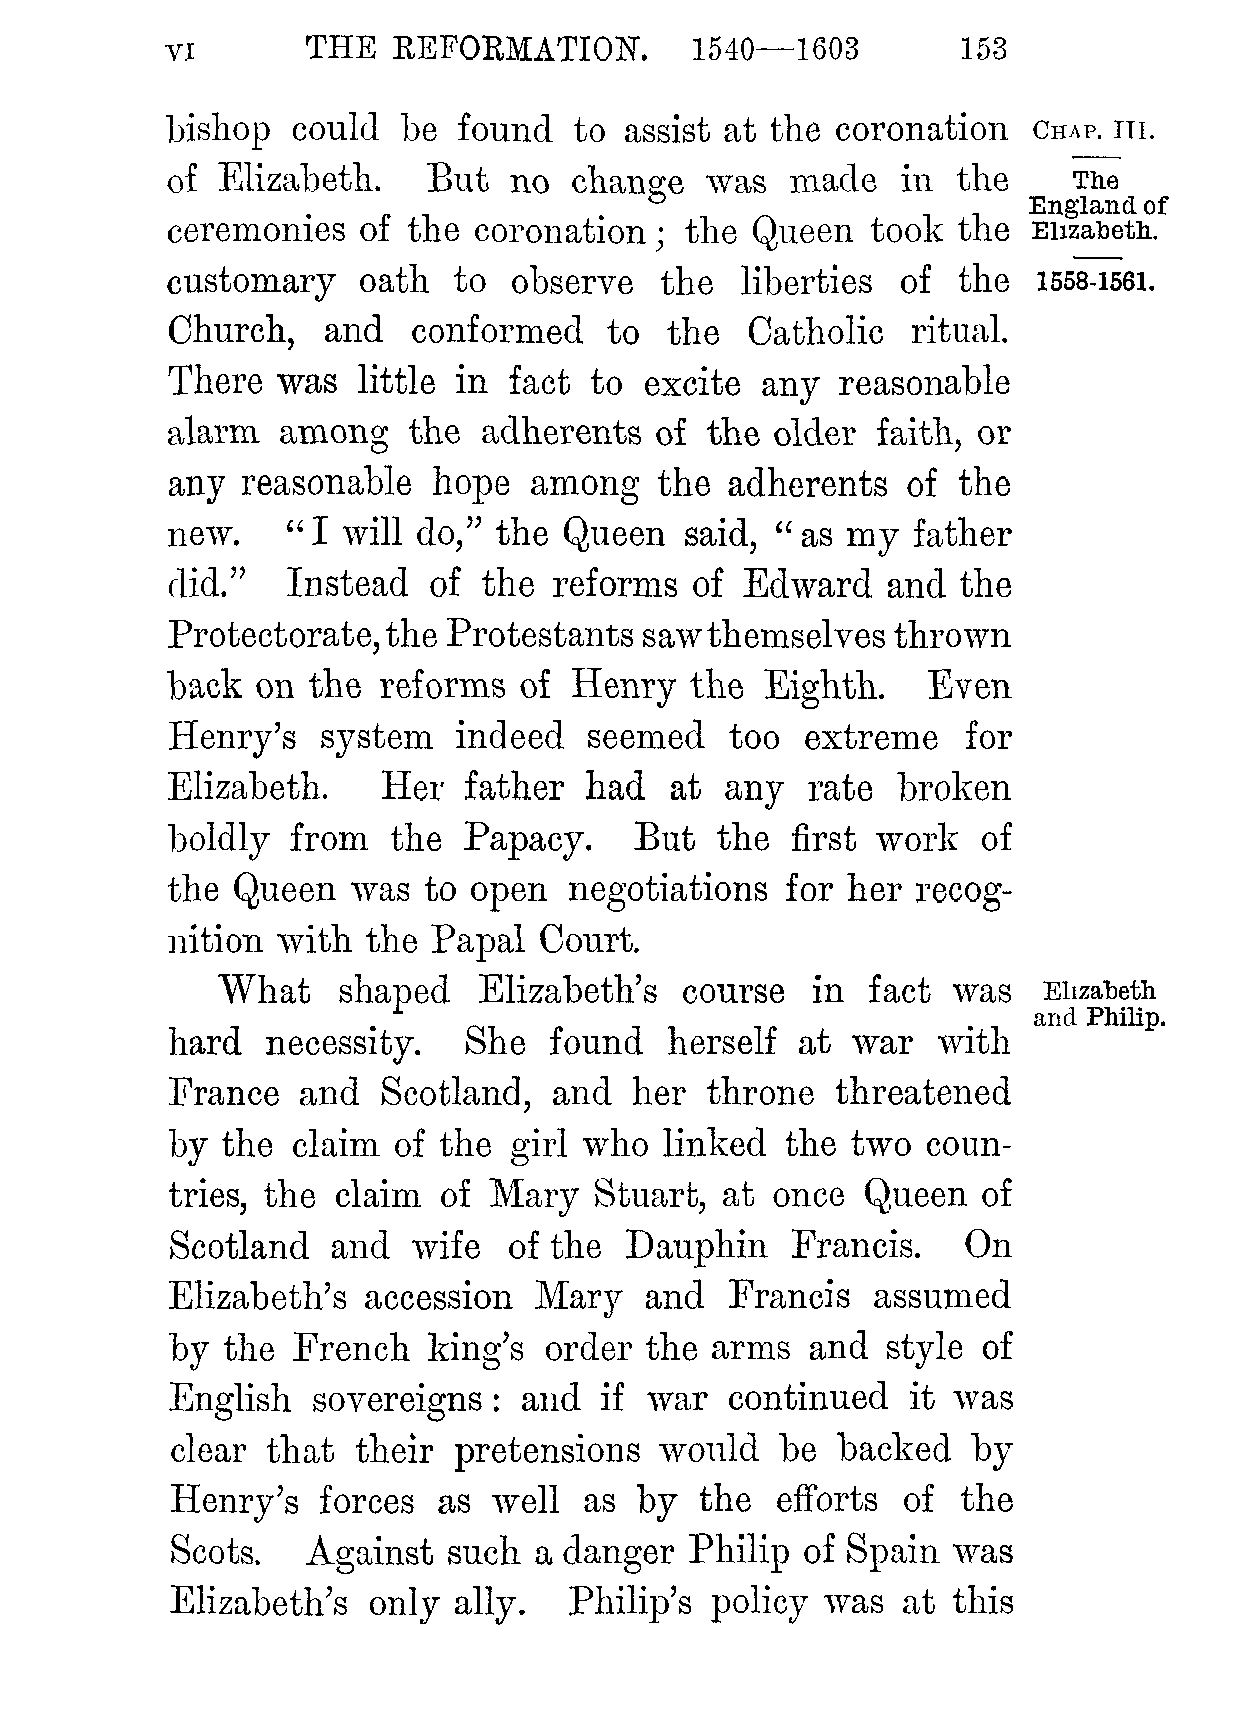 VI THE REFORMATION. 1540—1603 153
bishop could be found to assist at the coronation
of Elizabeth. But no change was made in the
ceremonies of the coronation; the Queen took the
customary oath to observe the liberties of the
Church, and conformed to the Catholic ritual.
There was little in fact to excite any reasonable
alarm among the adherents of the older faith, or
any reasonable hope among the adherents of the
new. "I will do," the Queen said, "as my father
did." Instead of the reforms of Edward and the
Protectorate, the Protestants saw themselves thrown
back on the reforms of Henry the Eighth. Even
Henry's system indeed seemed too extreme for
Elizabeth. Her father had at any rate broken
boldly from the Papacy. But the first work of
the Queen was to open negotiations for her recog-
nition with the Papal Court.
What shaped Elizabeth's course in fact was
hard necessity. She found herself at war with
France and Scotland, and her throne threatened
by the claim of the girl who linked the two coun-
tries, the claim of Mary Stuart, at once Queen of
Scotland and wife of the Dauphin Francis. On
Elizabeth's accession Mary and Francis assumed
by the French king's order the arms and style of
English sovereigns: and if war continued it was
clear that their pretensions would be backed by
Henry's forces as well as by the efforts of the
Scots. Against such a danger Philip of Spain was
Elizabeth's only ally. Philip's policy was at this
CHAP. III.
The
England of
Elizabeth.
1558-1561.
Elizabeth
and Philip.